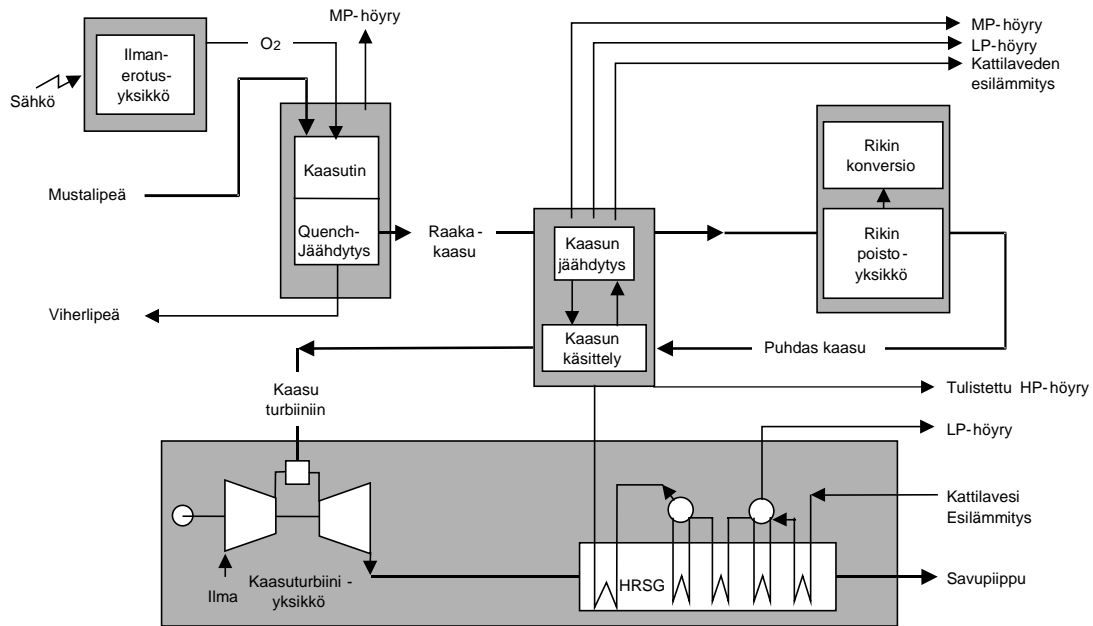 MP-höyry
O2
Ilman-
erotus-
yksikkö
Sähkö
MP-höyry
LP-höyry
Kattilaveden
esilämmitys
Kaasutin
Mustalipeä
Quench-
Jäähdytys
Raaka-
kaasu
Kaasun
jäähdytys
Rikin
konversio
Rikin
poisto-
yksikkö
Viherlipeä
Kaasun
käsittely
Puhdas kaasu
Kaasu
turbiiniin
Tulistettu HP-höyry
LP-höyry
Kattilavesi
Esilämmitys
HRSG
Ilma
Kaasuturbiini-
yksikkö
Savupiippu